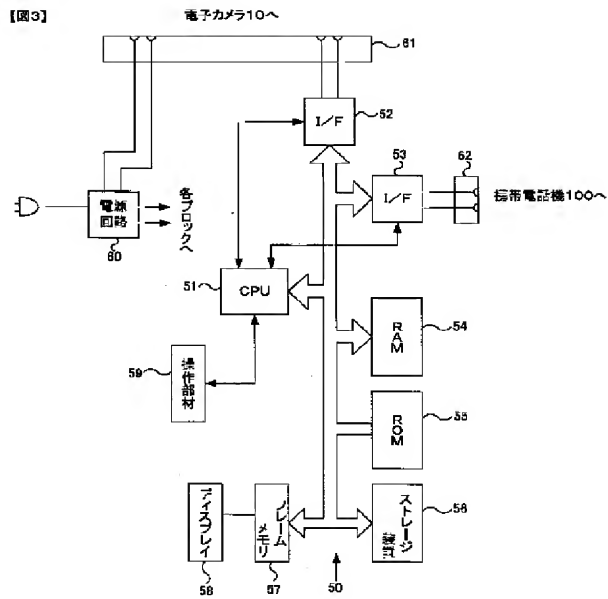 【図3】
電子カメラ10へ
61
I/F
52
53
62
I/F
携帯電話機100へ
電源
回路
60
各ブロックへ
51
CPU
RAM
54
59
操作部材
ROM
55
ディスプレイ
58
フレーム
メモリ
57
ストレージ
装置
56
50